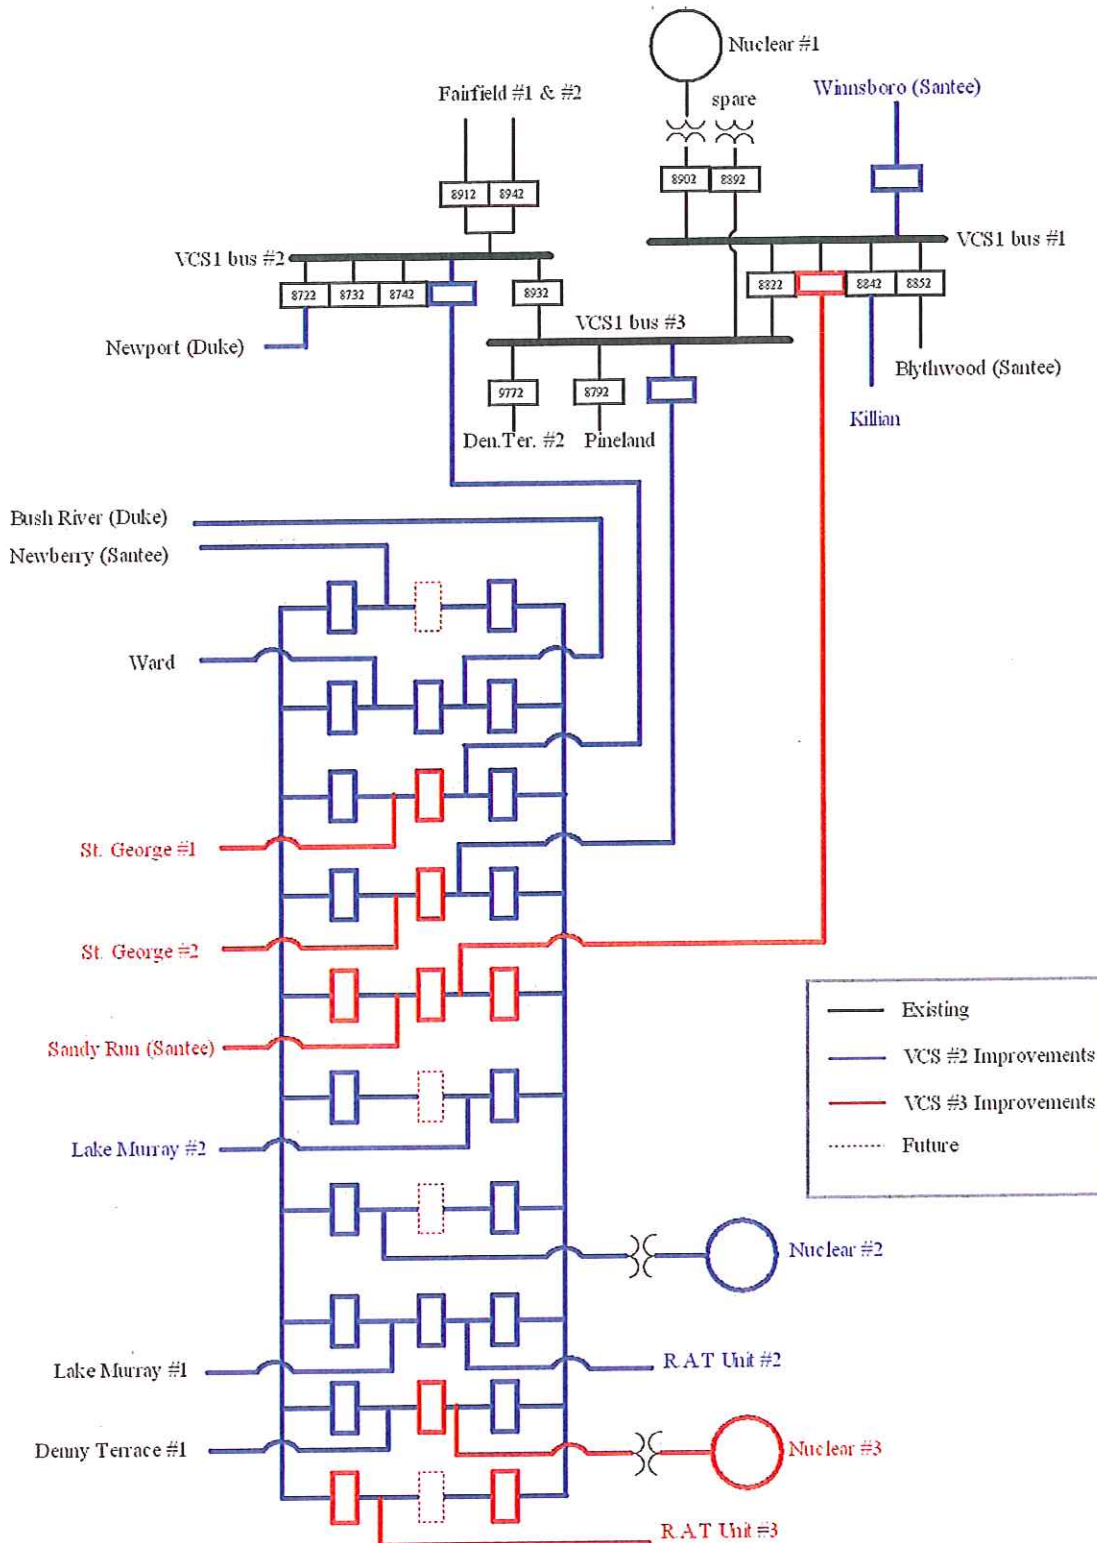 Nuclear #1
Fairfield #1 & #2
spare
Winnsboro (Santee)
8902
8892
8912
8942
VCS1 bus #1
VCS1 bus #2
8722
8732
8742
8932
8822
8842
8852
VCS1 bus #3
Newport (Duke)
Blythwood (Santee)
9772
8792
Killian
Den.Ter. #2
Pineland
Bush River (Duke)
Newberry (Santee)
Ward
St. George #1
St. George #2
Sandy Run (Santee)
Existing
VCS #2 Improvements
VCS #3 Improvements
Future
Lake Murray #2
Nuclear #2
Lake Murray #1
R.A.T Unit #2
Denny Terrace #1
Nuclear #3
R.A.T Unit #3